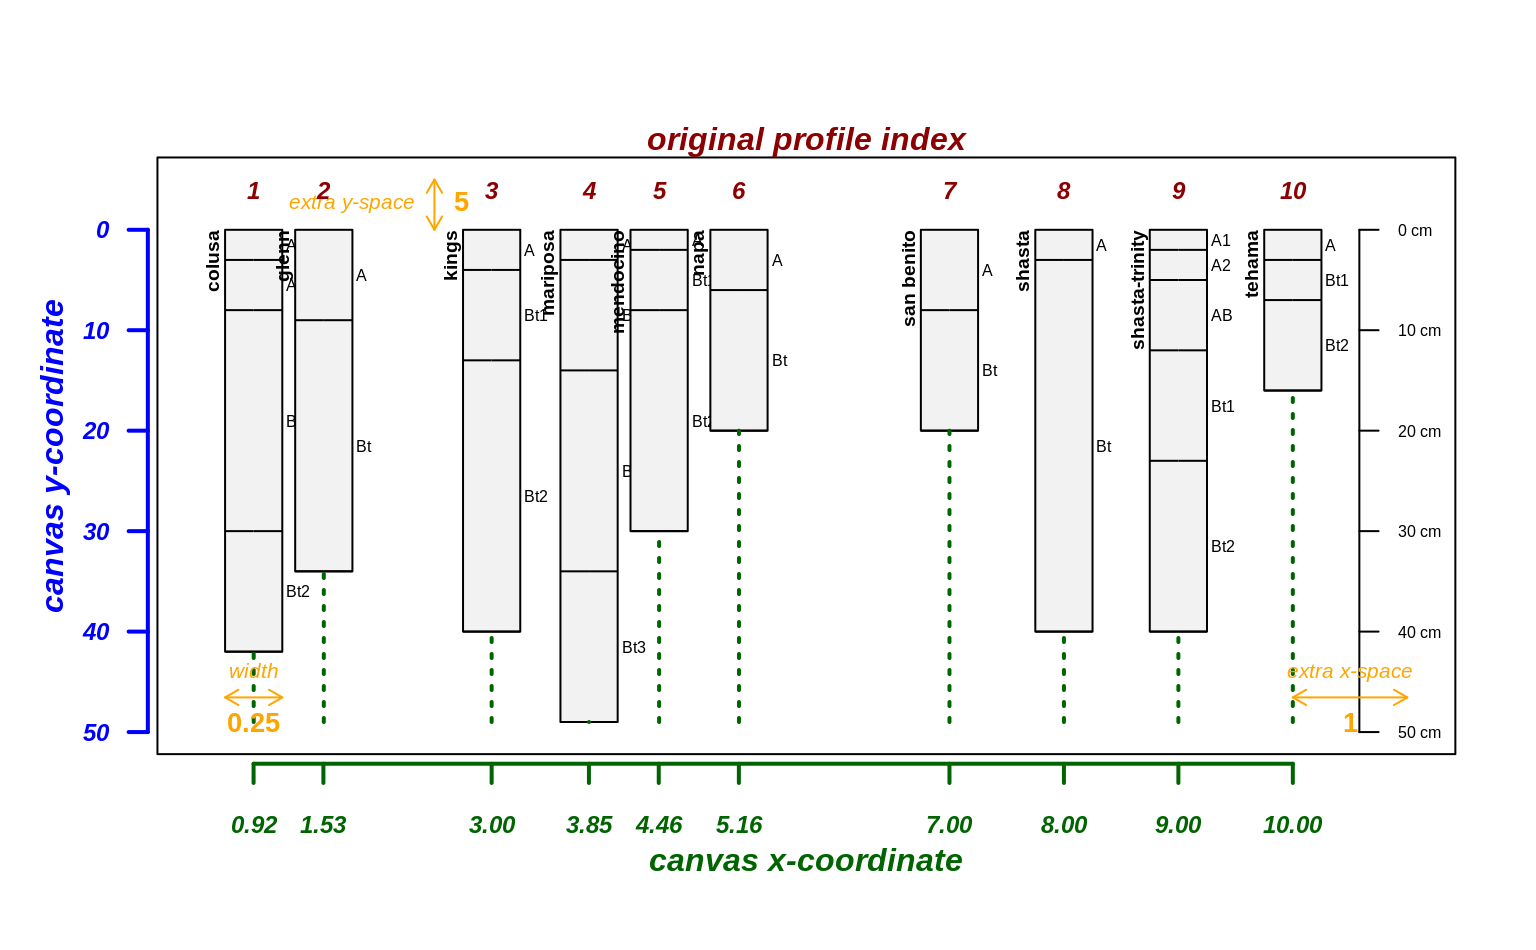 original profile index
1 2 3 4 5 6 7 8 9 10
extra y-space 5
canvas y-coordinate
0
10
20
30
40
50
colusa
Bt2
glenn
A
Bt
kings
A
Bt1
Bt2
mariposa
Bt3
mendocino
Bt2
napa
A
Bt
san benito
A
Bt
shasta
A
Bt
shasta-trinity
A1
A2
AB
Bt1
Bt2
tehama
A
Bt1
Bt2
0 cm
10 cm
20 cm
30 cm
40 cm
50 cm
width
0.25
extra x-space
1
0.92 1.53 3.00 3.85 4.46 5.16 7.00 8.00 9.00 10.00
canvas x-coordinate